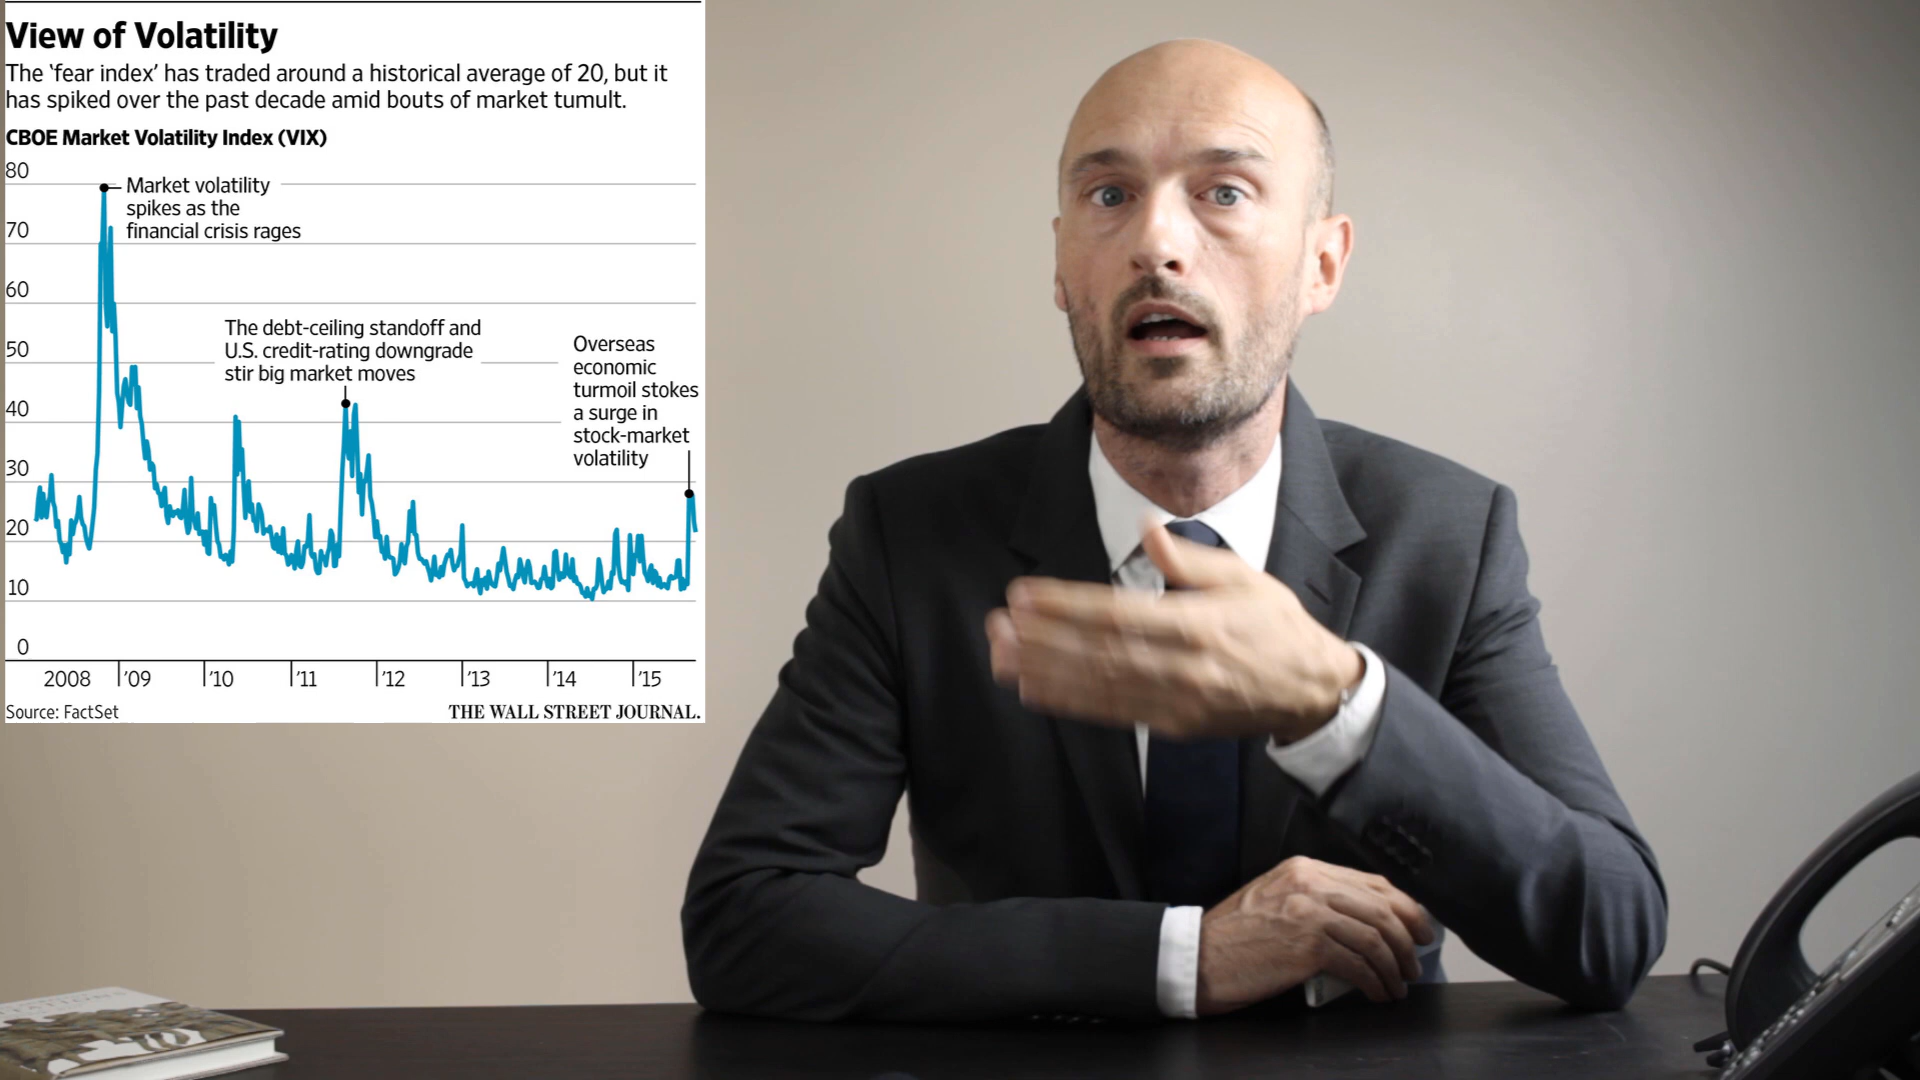 View of Volatility
The ‘fear index’ has traded around a historical average of 20, but it
has spiked over the past decade amid bouts of market tumult.
CBOE Market Volatility Index (VIX)
80
Market volatility
spikes as the
financial crisis rages
70
60
The debt-ceiling standoff and
U.S. credit-rating downgrade
stir big market moves
Overseas
economic
turmoil stokes
a surge in
stock-market
volatility
50
40
30
20
10
0
2008 ’09 ’10 ’11 ’12 ’13 ’14 ’15
Source: FactSet THE WALL STREET JOURNAL.